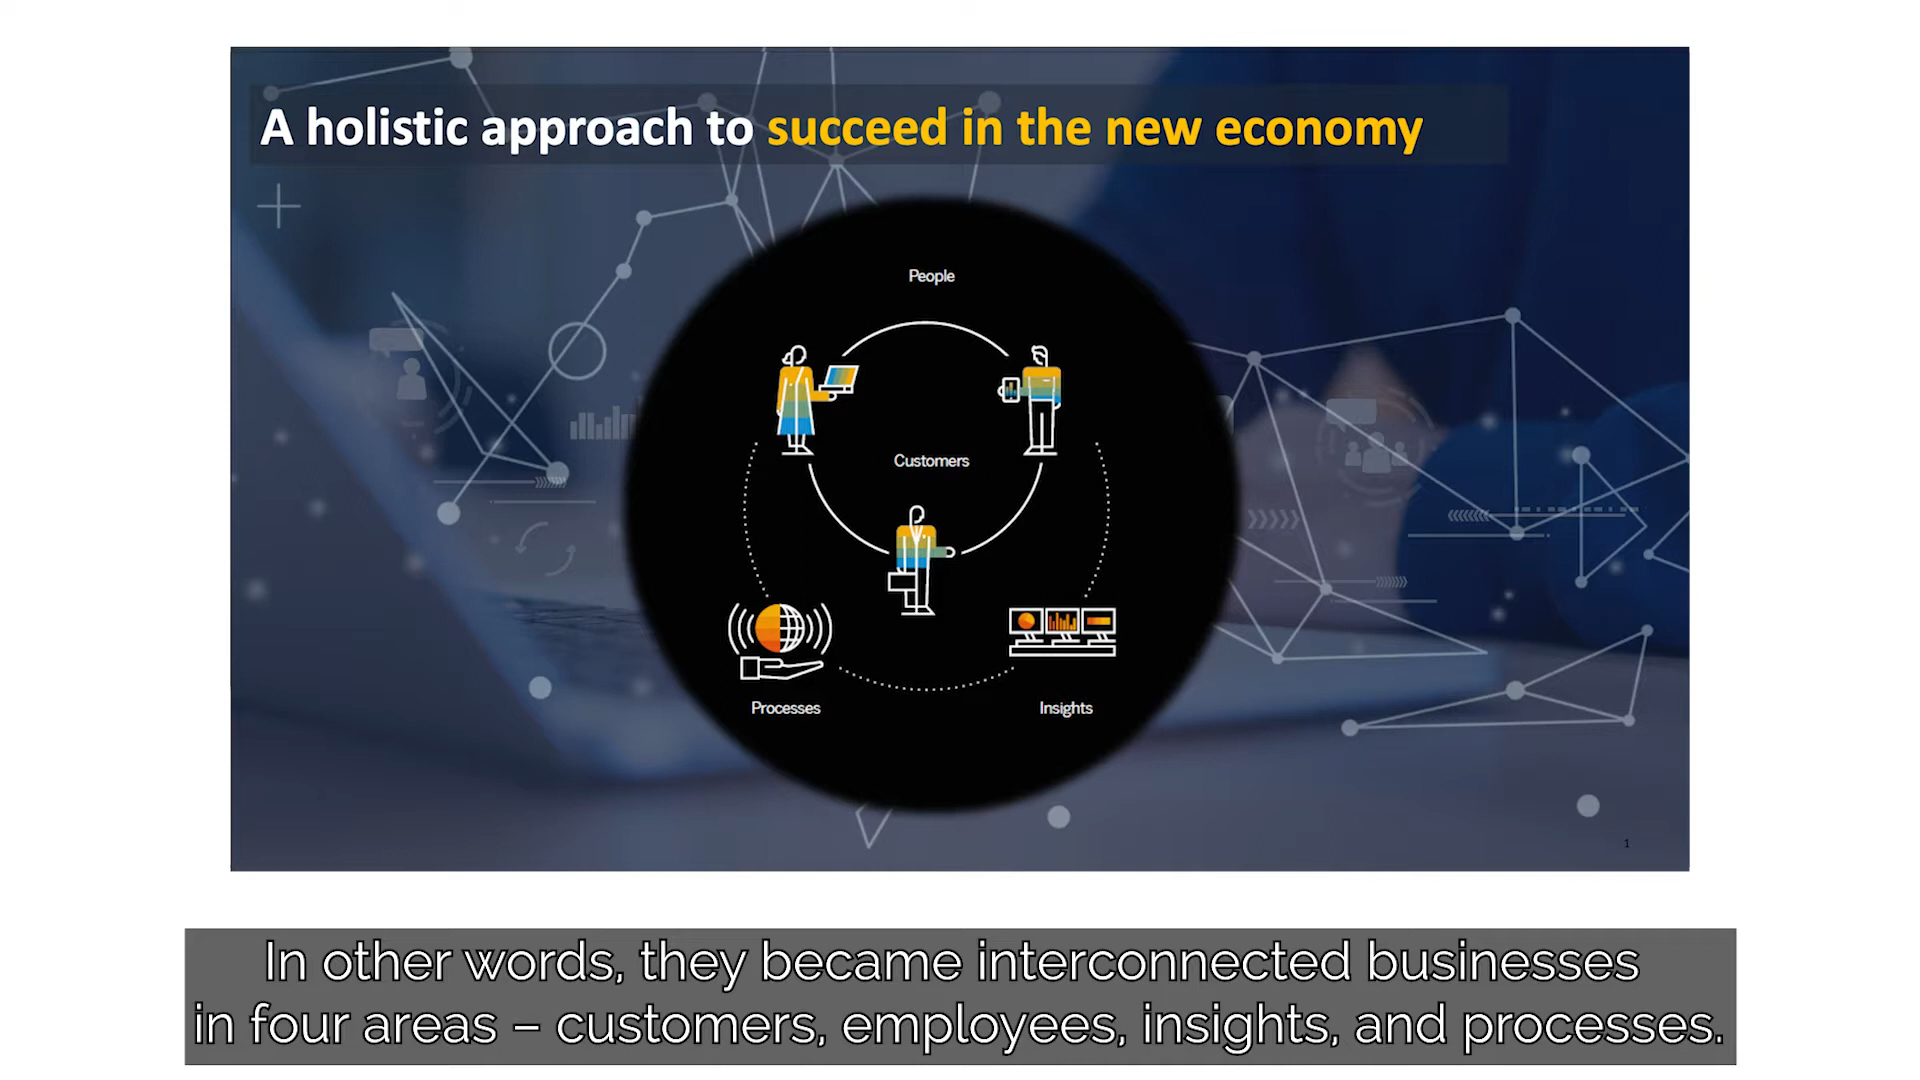 A holistic approach to succeed in the new economy
People
Customers
Processes
Insights
1
In other words, they became interconnected businesses
in four areas – customers, employees, insights, and processes.